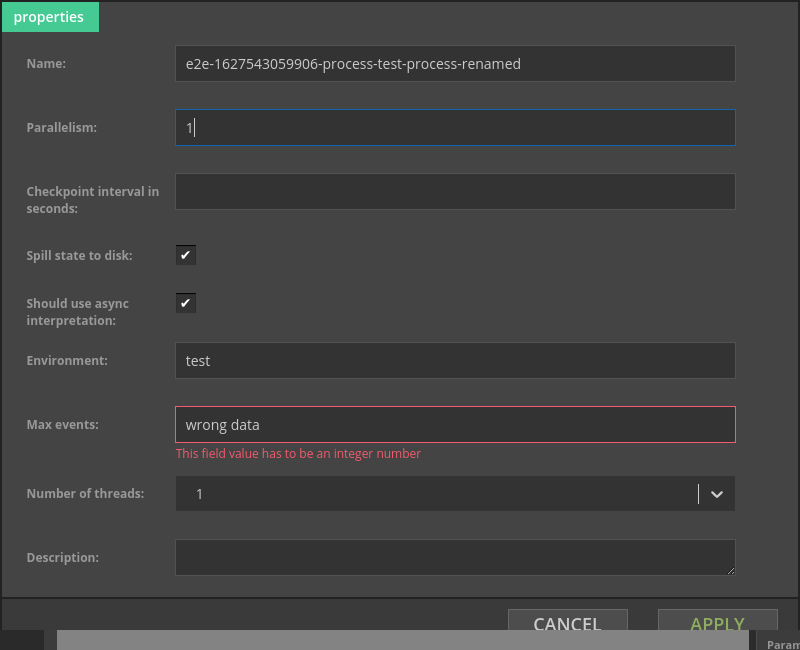 properties
Name:
e2e-1627543059906-process-test-process-renamed
Parallelism:
1
Checkpoint interval in
seconds:
Spill state to disk:
Should use async
interpretation:
Environment:
test
Max events:
wrong data
This field value has to be an integer number
Number of threads:
1
Description:
CANCEL
APPLY
Param